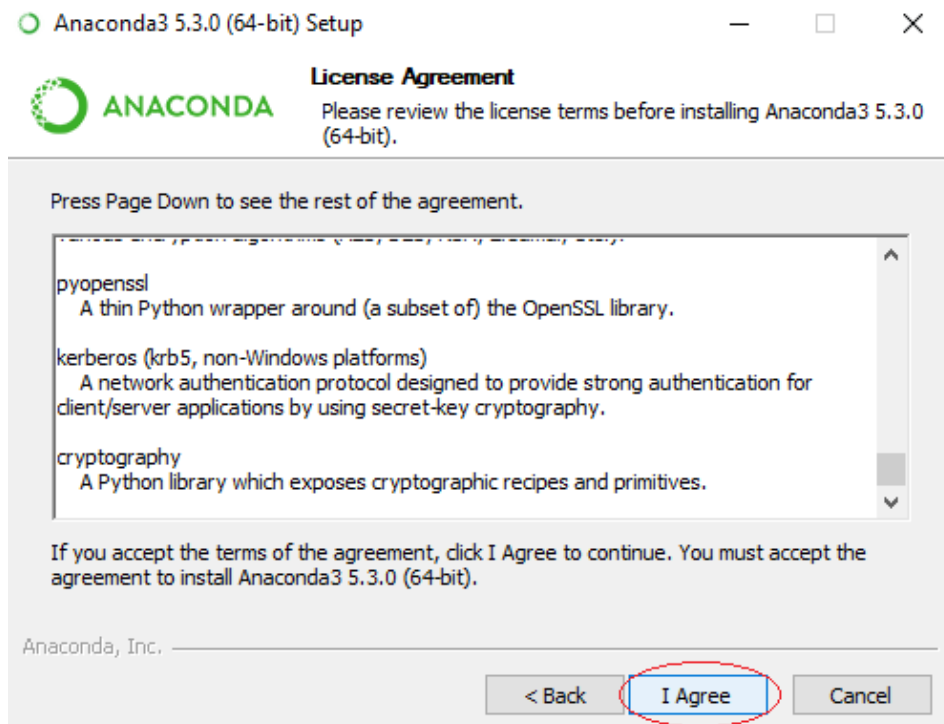 Anaconda3 5.3.0 (64-bit) Setup
ANACONDA
License Agreement
Please review the license terms before installing Anaconda3 5.3.0
(64-bit).
Press Page Down to see the rest of the agreement.
pyopenssl
A thin Python wrapper around (a subset of) the OpenSSL library.
kerberos (krb5, non-Windows platforms)
A network authentication protocol designed to provide strong authentication for
client/server applications by using secret-key cryptography.
cryptography
A Python library which exposes cryptographic recipes and primitives.
If you accept the terms of the agreement, click I Agree to continue. You must accept the
agreement to install Anaconda3 5.3.0 (64-bit).
Anaconda, Inc.
< Back
I Agree
Cancel